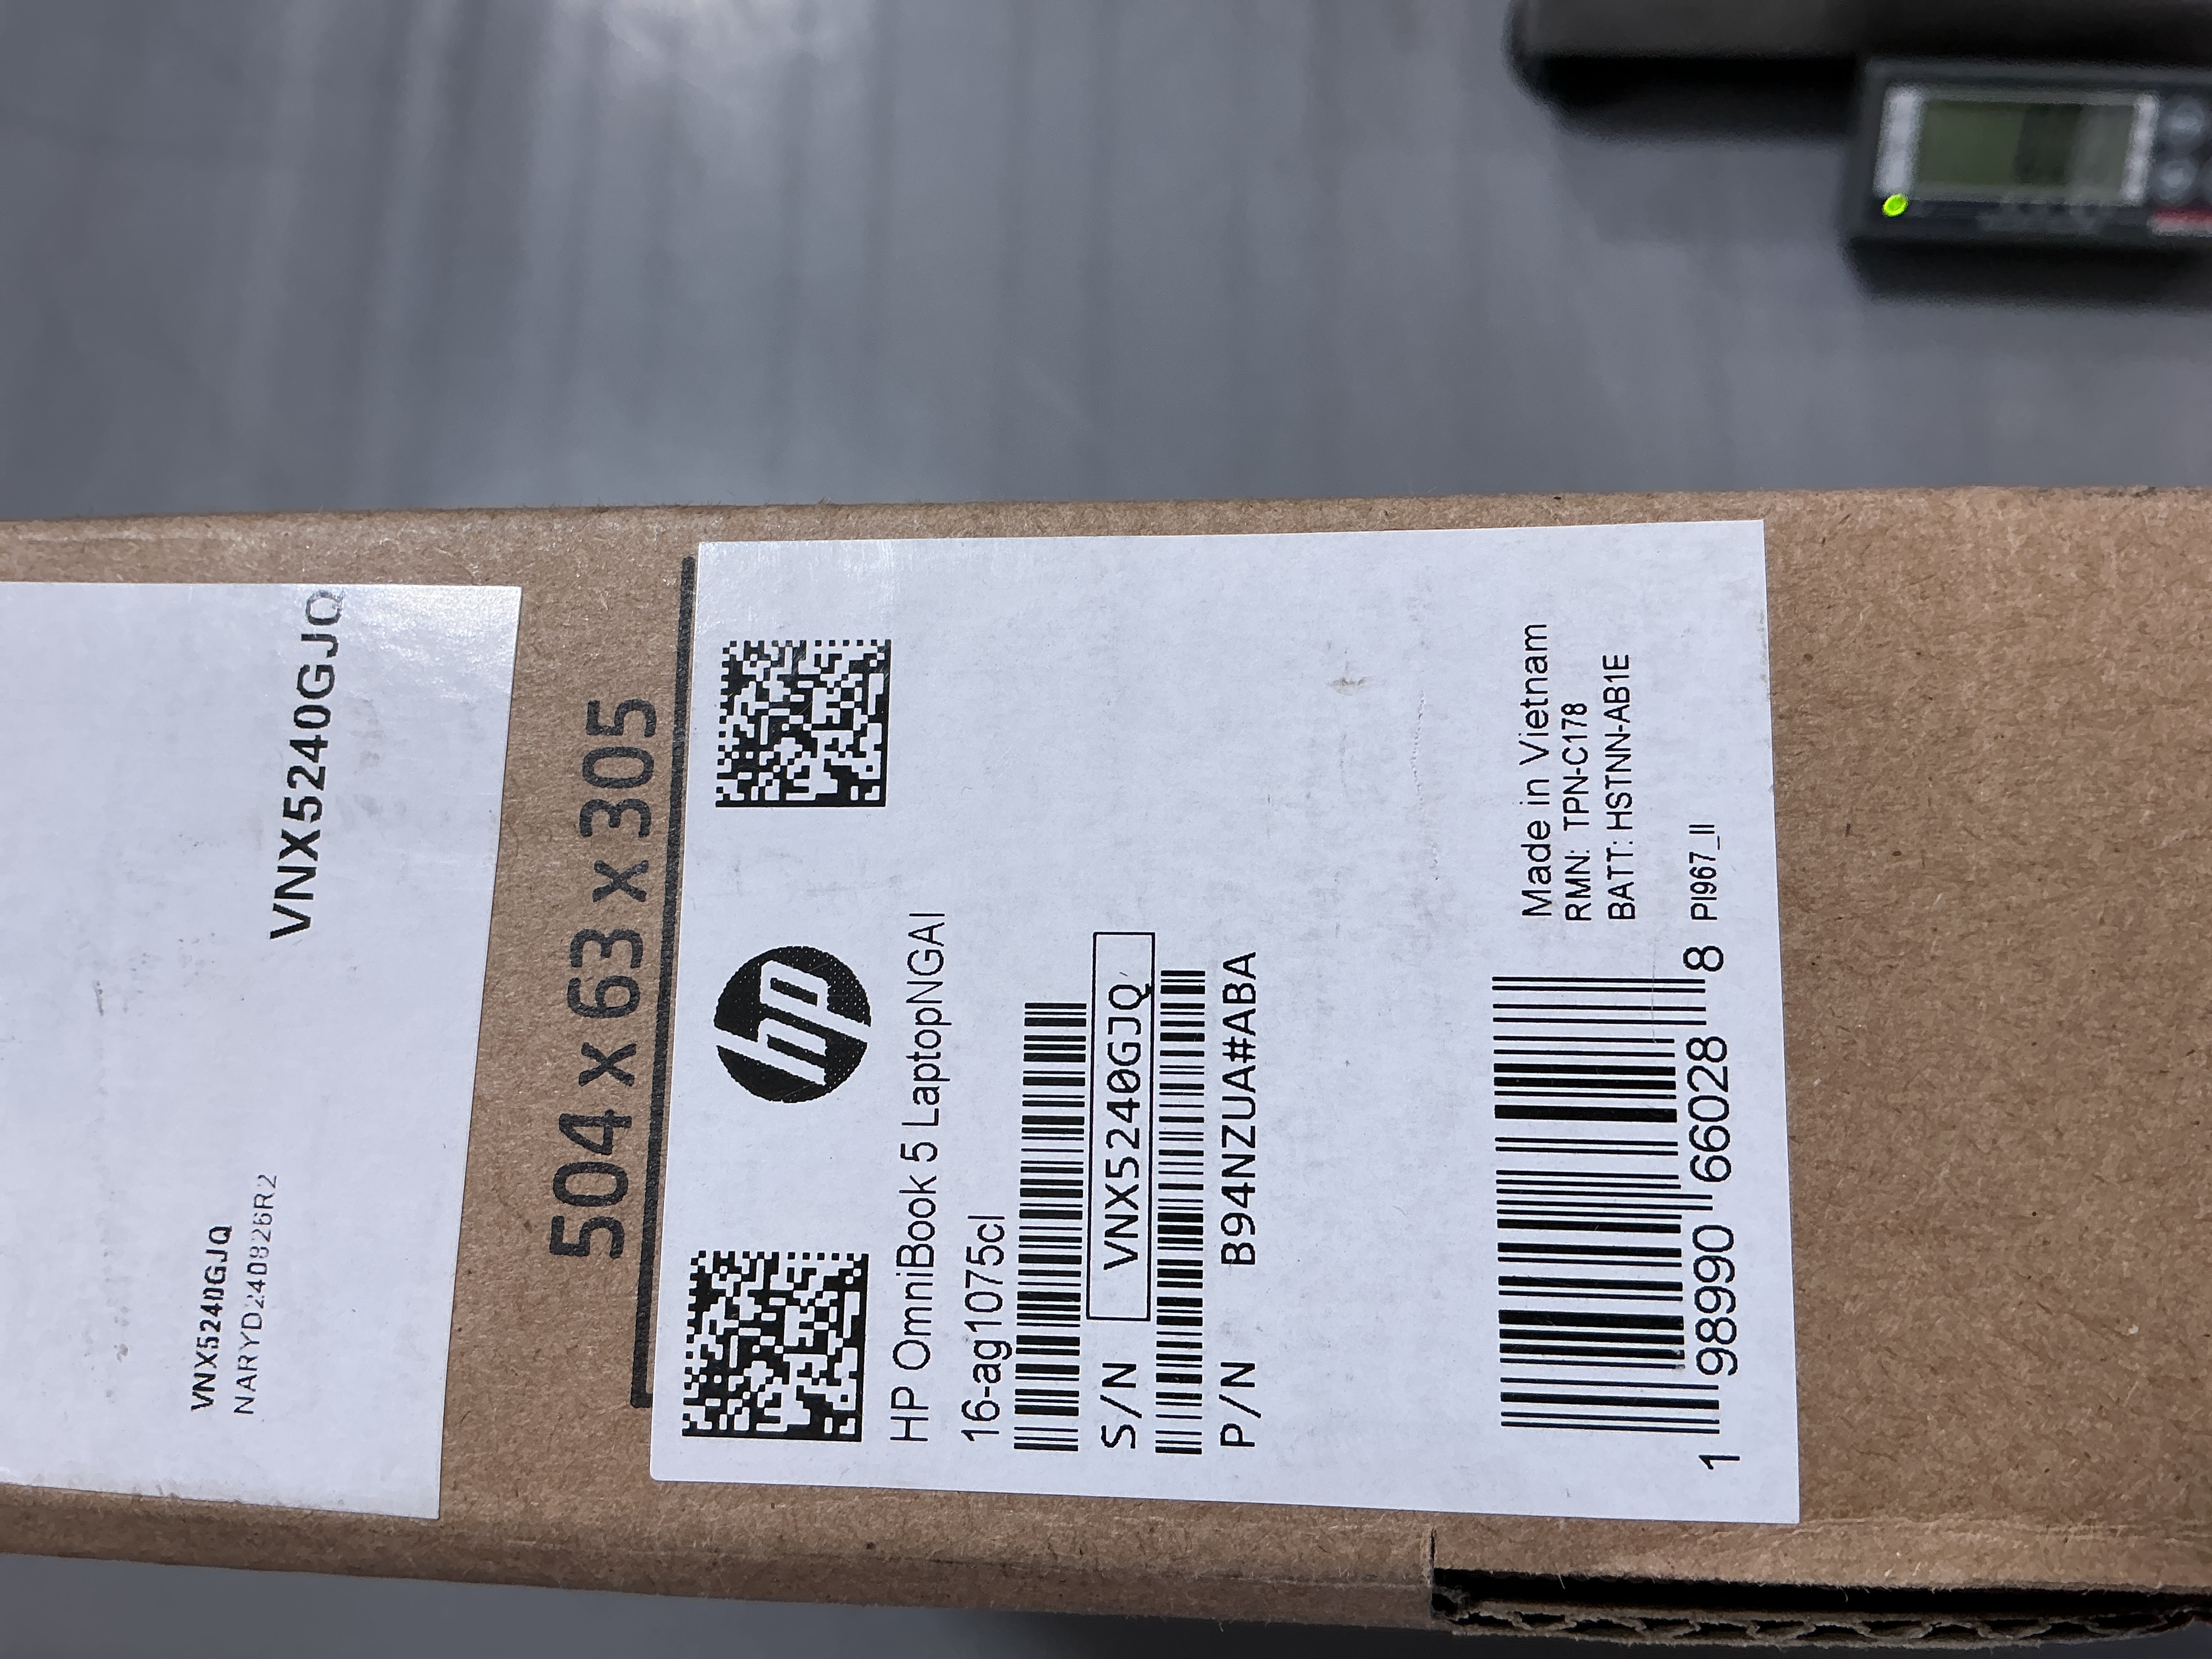 VNX5240GJQ
VNX5240GJQ
NARYD240826R2
504 x 63 x 305
hp
HP OmniBook 5 LaptopNGAI
16-ag1075cl
S/N VNX5240GJQ
P/N B94NZUA#ABA
Made in Vietnam
RMN: TPN-C178
BATT: HSTNN-AB1E
1 98990 66028 8
PI967_II